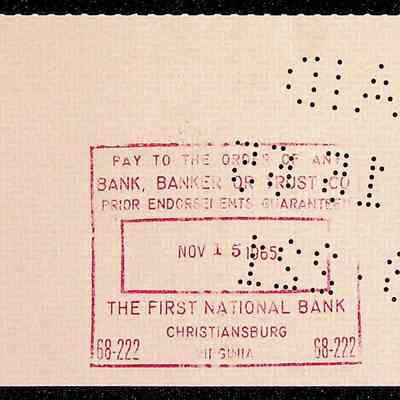 PAY TO THE ORDER OF ANY
BANK, BANKER OR TRUST CO
PRIOR ENDORSEMENTS GUARANTEED
NOV 15 1965
THE FIRST NATIONAL BANK
CHRISTIANSBURG
68-222 VIRGINIA 68-222